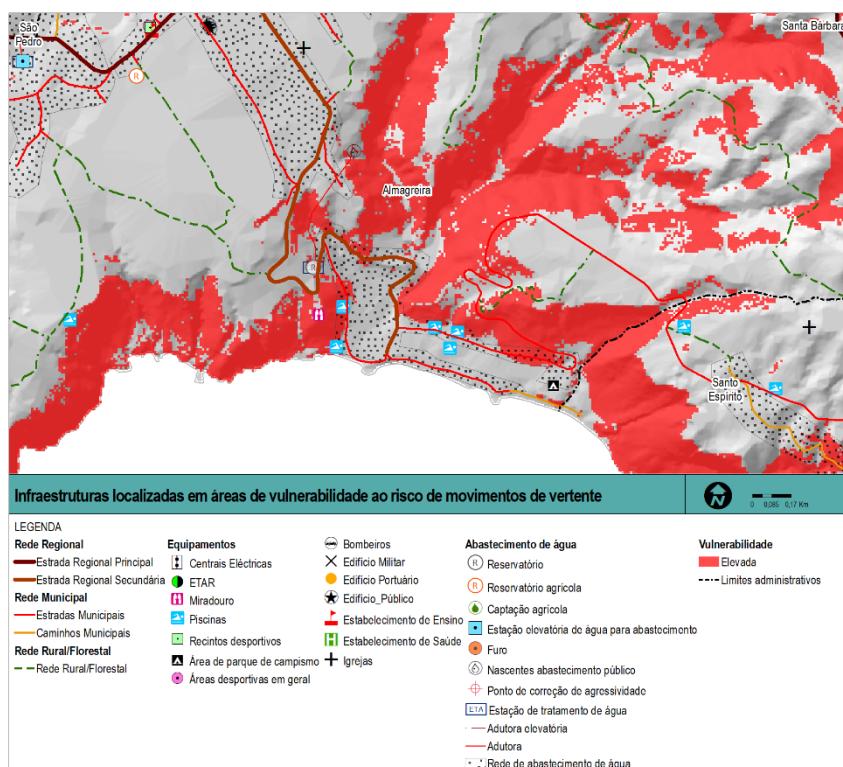 São
Pedro
Santa Bárbara
Almagreira
R
R
Santo
Espírito
Infraestruturas localizadas em áreas de vulnerabilidade ao risco de movimentos de vertente
N
0 0,085 0,17 Km
LEGENDA
Rede Regional
Estrada Regional Principal
Estrada Regional Secundária
Rede Municipal
Estradas Municipais
Caminhos Municipais
Rede Rural/Florestal
Rede Rural/Florestal
Equipamentos
Centrais Eléctricas
ETAR
Miradouro
Piscinas
Recintos desportivos
Área de parque de campismo
Áreas desportivas em geral
Bombeiros
Edifício Militar
Edifício Portuário
Edifício_Público
Estabelecimento de Ensino
H Estabelecimento de Saúde
Igrejas
Abastecimento de água
R Reservatório
R Reservatório agrícola
Captação agrícola
Estação elevatória de água para abastecimento
Furo
Nascentes abastecimento público
Ponto de correção de agressividade
ETA Estação de tratamento de água
Adutora elevatória
Adutora
Rede de abastecimento de água
Vulnerabilidade
Elevada
Limites administrativos